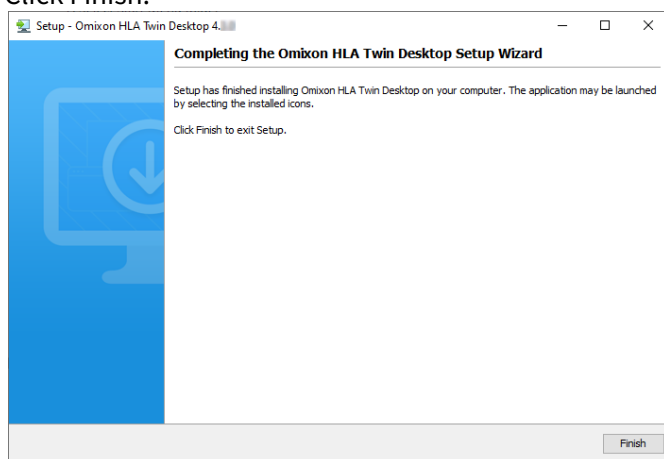 Click Finish.
Setup - Omixon HLA Twin Desktop 4.
Completing the Omixon HLA Twin Desktop Setup Wizard
Setup has finished installing Omixon HLA Twin Desktop on your computer. The application may be launched
by selecting the installed icons.
Click Finish to exit Setup.
Finish